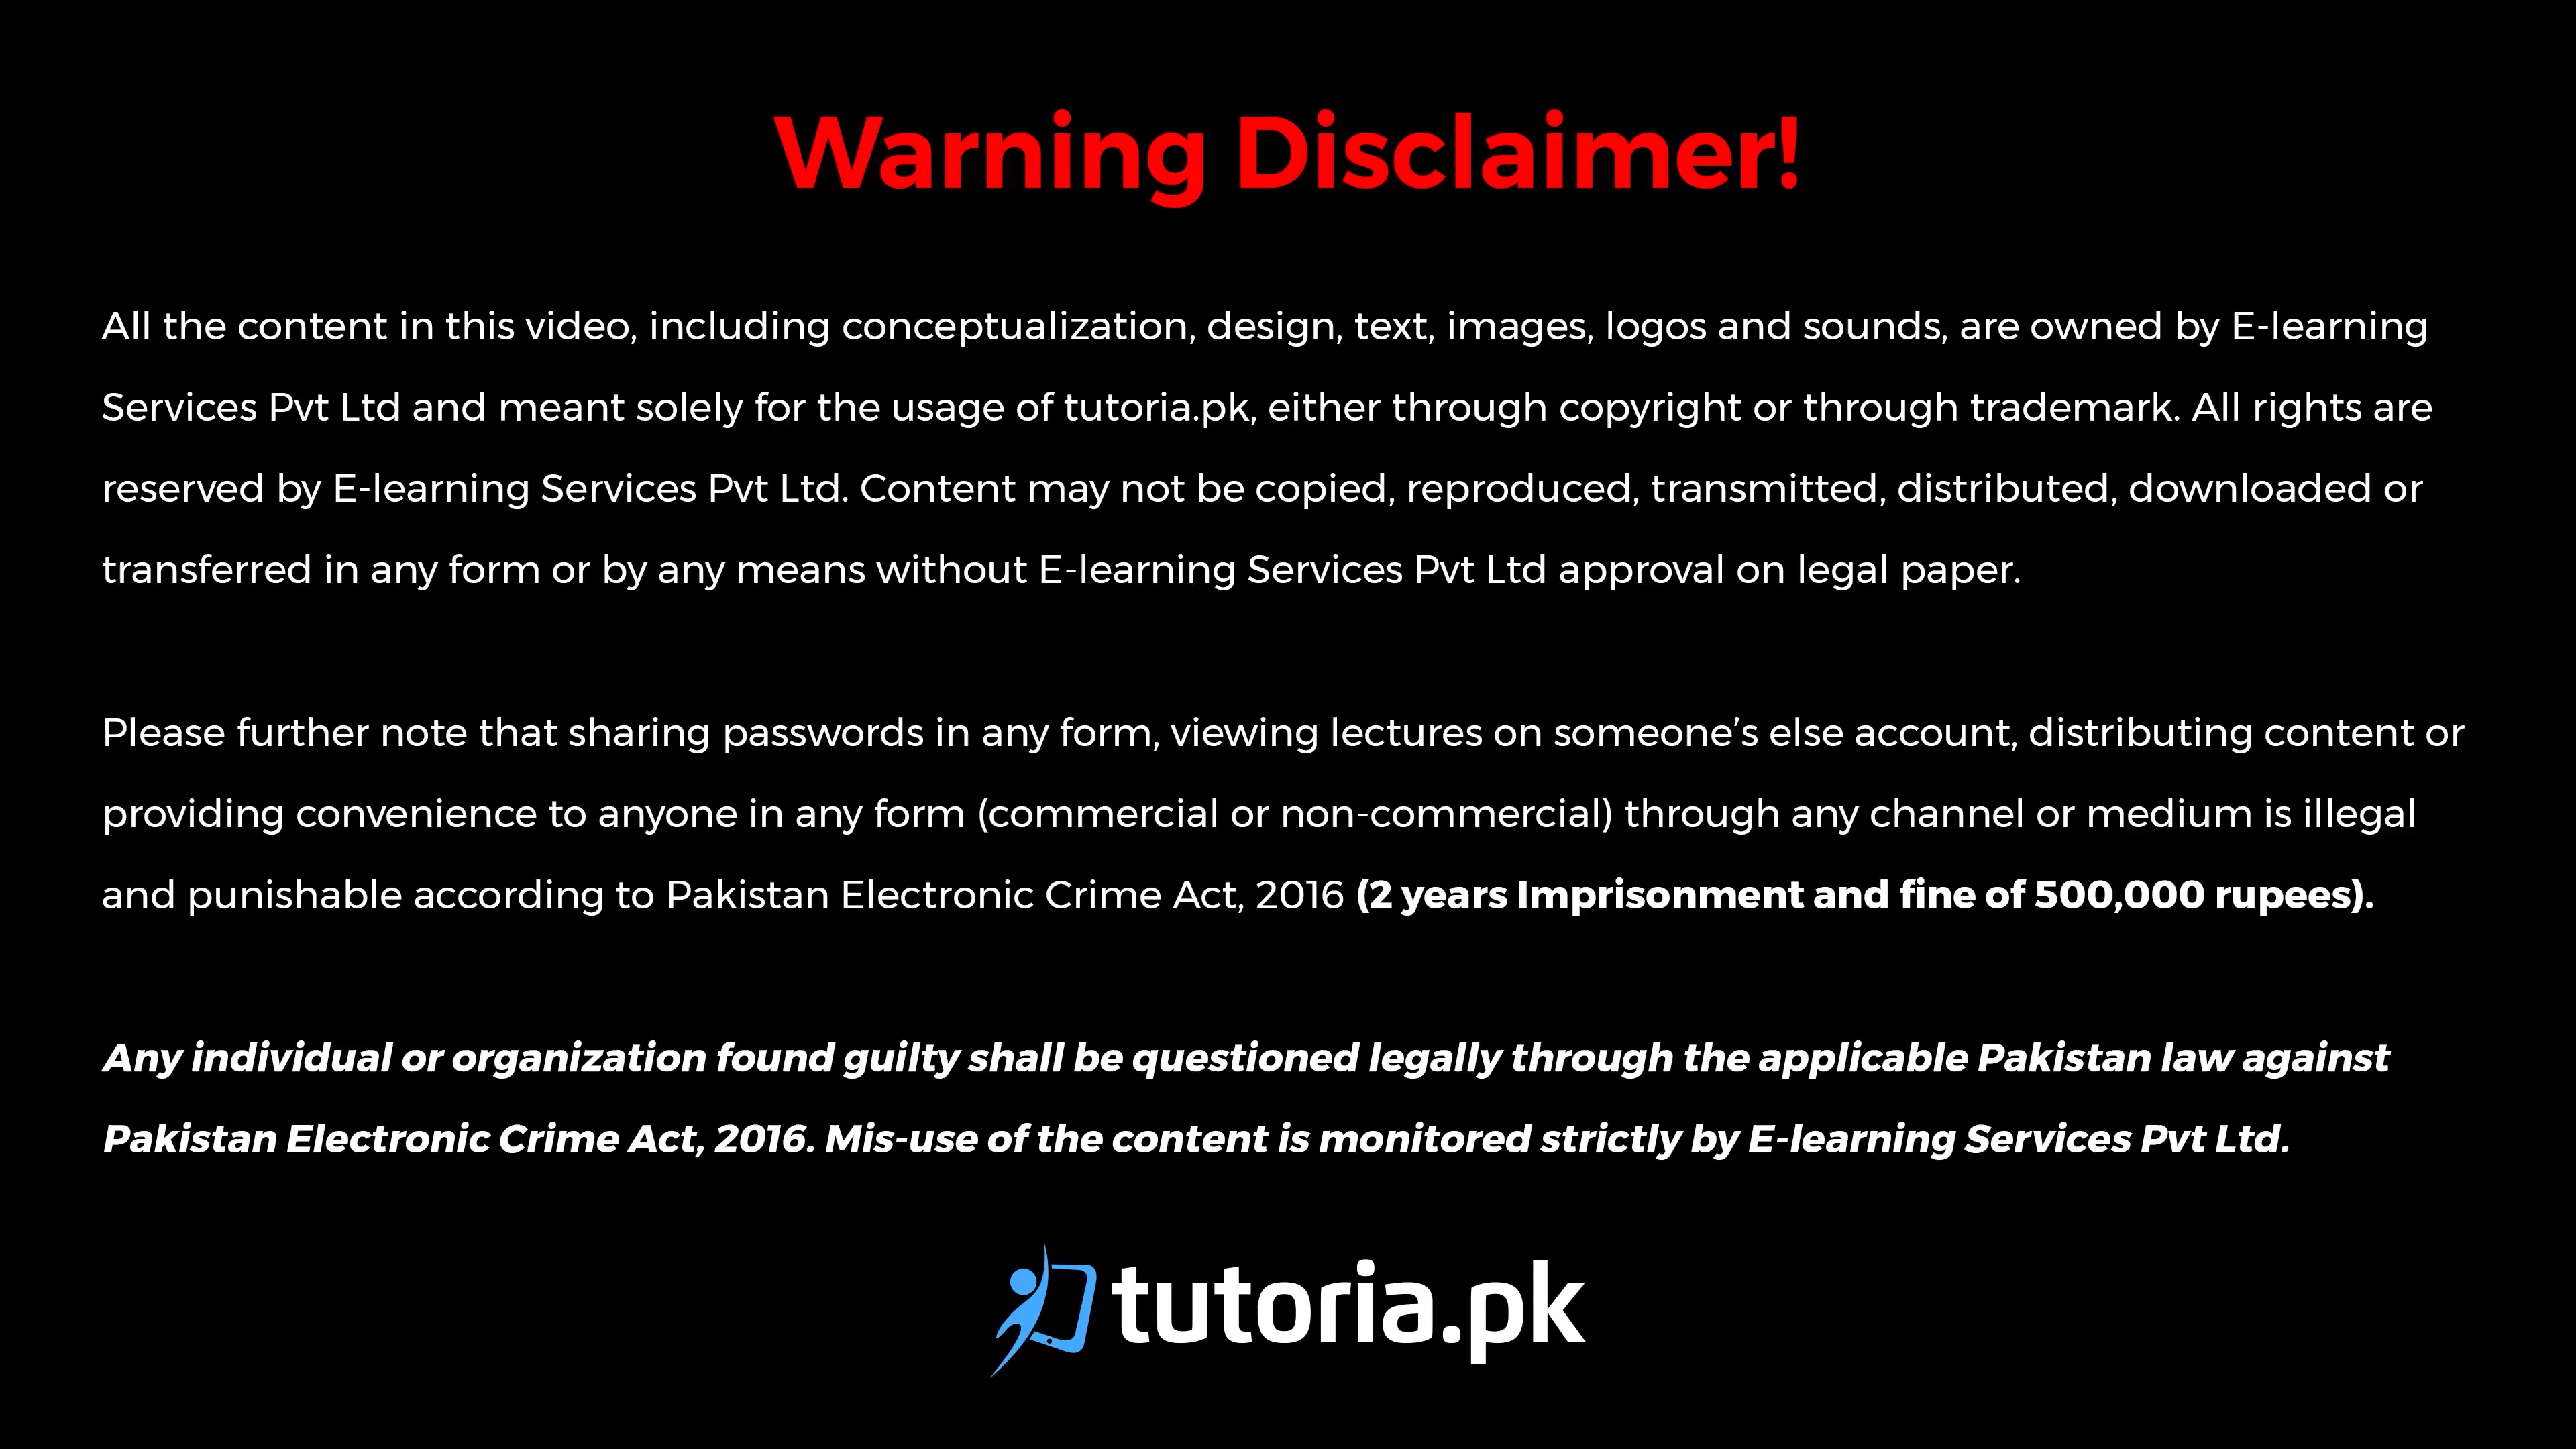 Warning Disclaimer!
All the content in this video, including conceptualization, design, text, images, logos and sounds, are owned by E-learning
Services Pvt Ltd and meant solely for the usage of tutoria.pk, either through copyright or through trademark. All rights are
reserved by E-learning Services Pvt Ltd. Content may not be copied, reproduced, transmitted, distributed, downloaded or
transferred in any form or by any means without E-learning Services Pvt Ltd approval on legal paper.
Please further note that sharing passwords in any form, viewing lectures on someone’s else account, distributing content or
providing convenience to anyone in any form (commercial or non-commercial) through any channel or medium is illegal
and punishable according to Pakistan Electronic Crime Act, 2016 (2 years Imprisonment and fine of 500,000 rupees).
Any individual or organization found guilty shall be questioned legally through the applicable Pakistan law against
Pakistan Electronic Crime Act, 2016. Mis-use of the content is monitored strictly by E-learning Services Pvt Ltd.
tutoria.pk